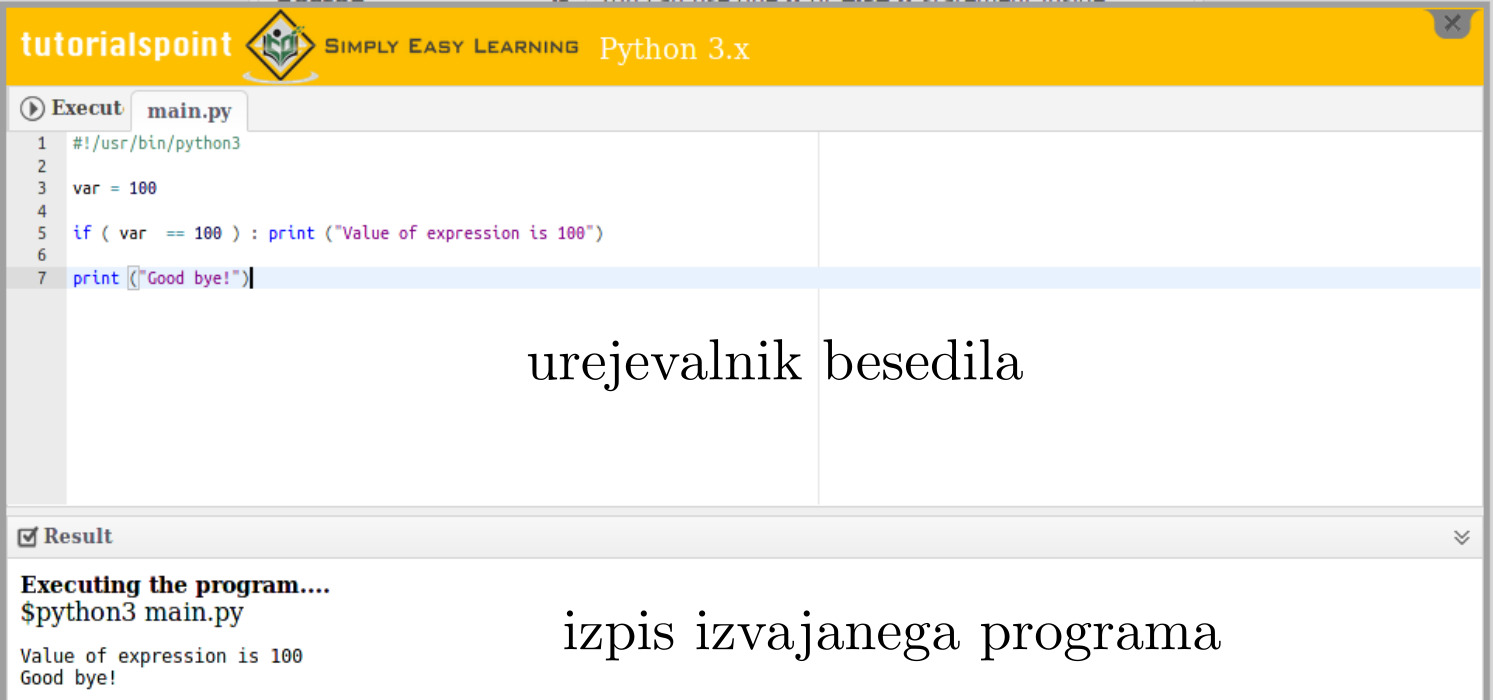 tutorialspoint SIMPLY EASY LEARNING Python 3.x
Execut main.py
1 #!/usr/bin/python3
2
3 var = 100
4
5 if ( var  == 100 ) : print ("Value of expression is 100")
6
7 print ("Good bye!")
urejevalnik besedila
Result
Executing the program....
$python3 main.py
izpis izvajanega programa
Value of expression is 100
Good bye!